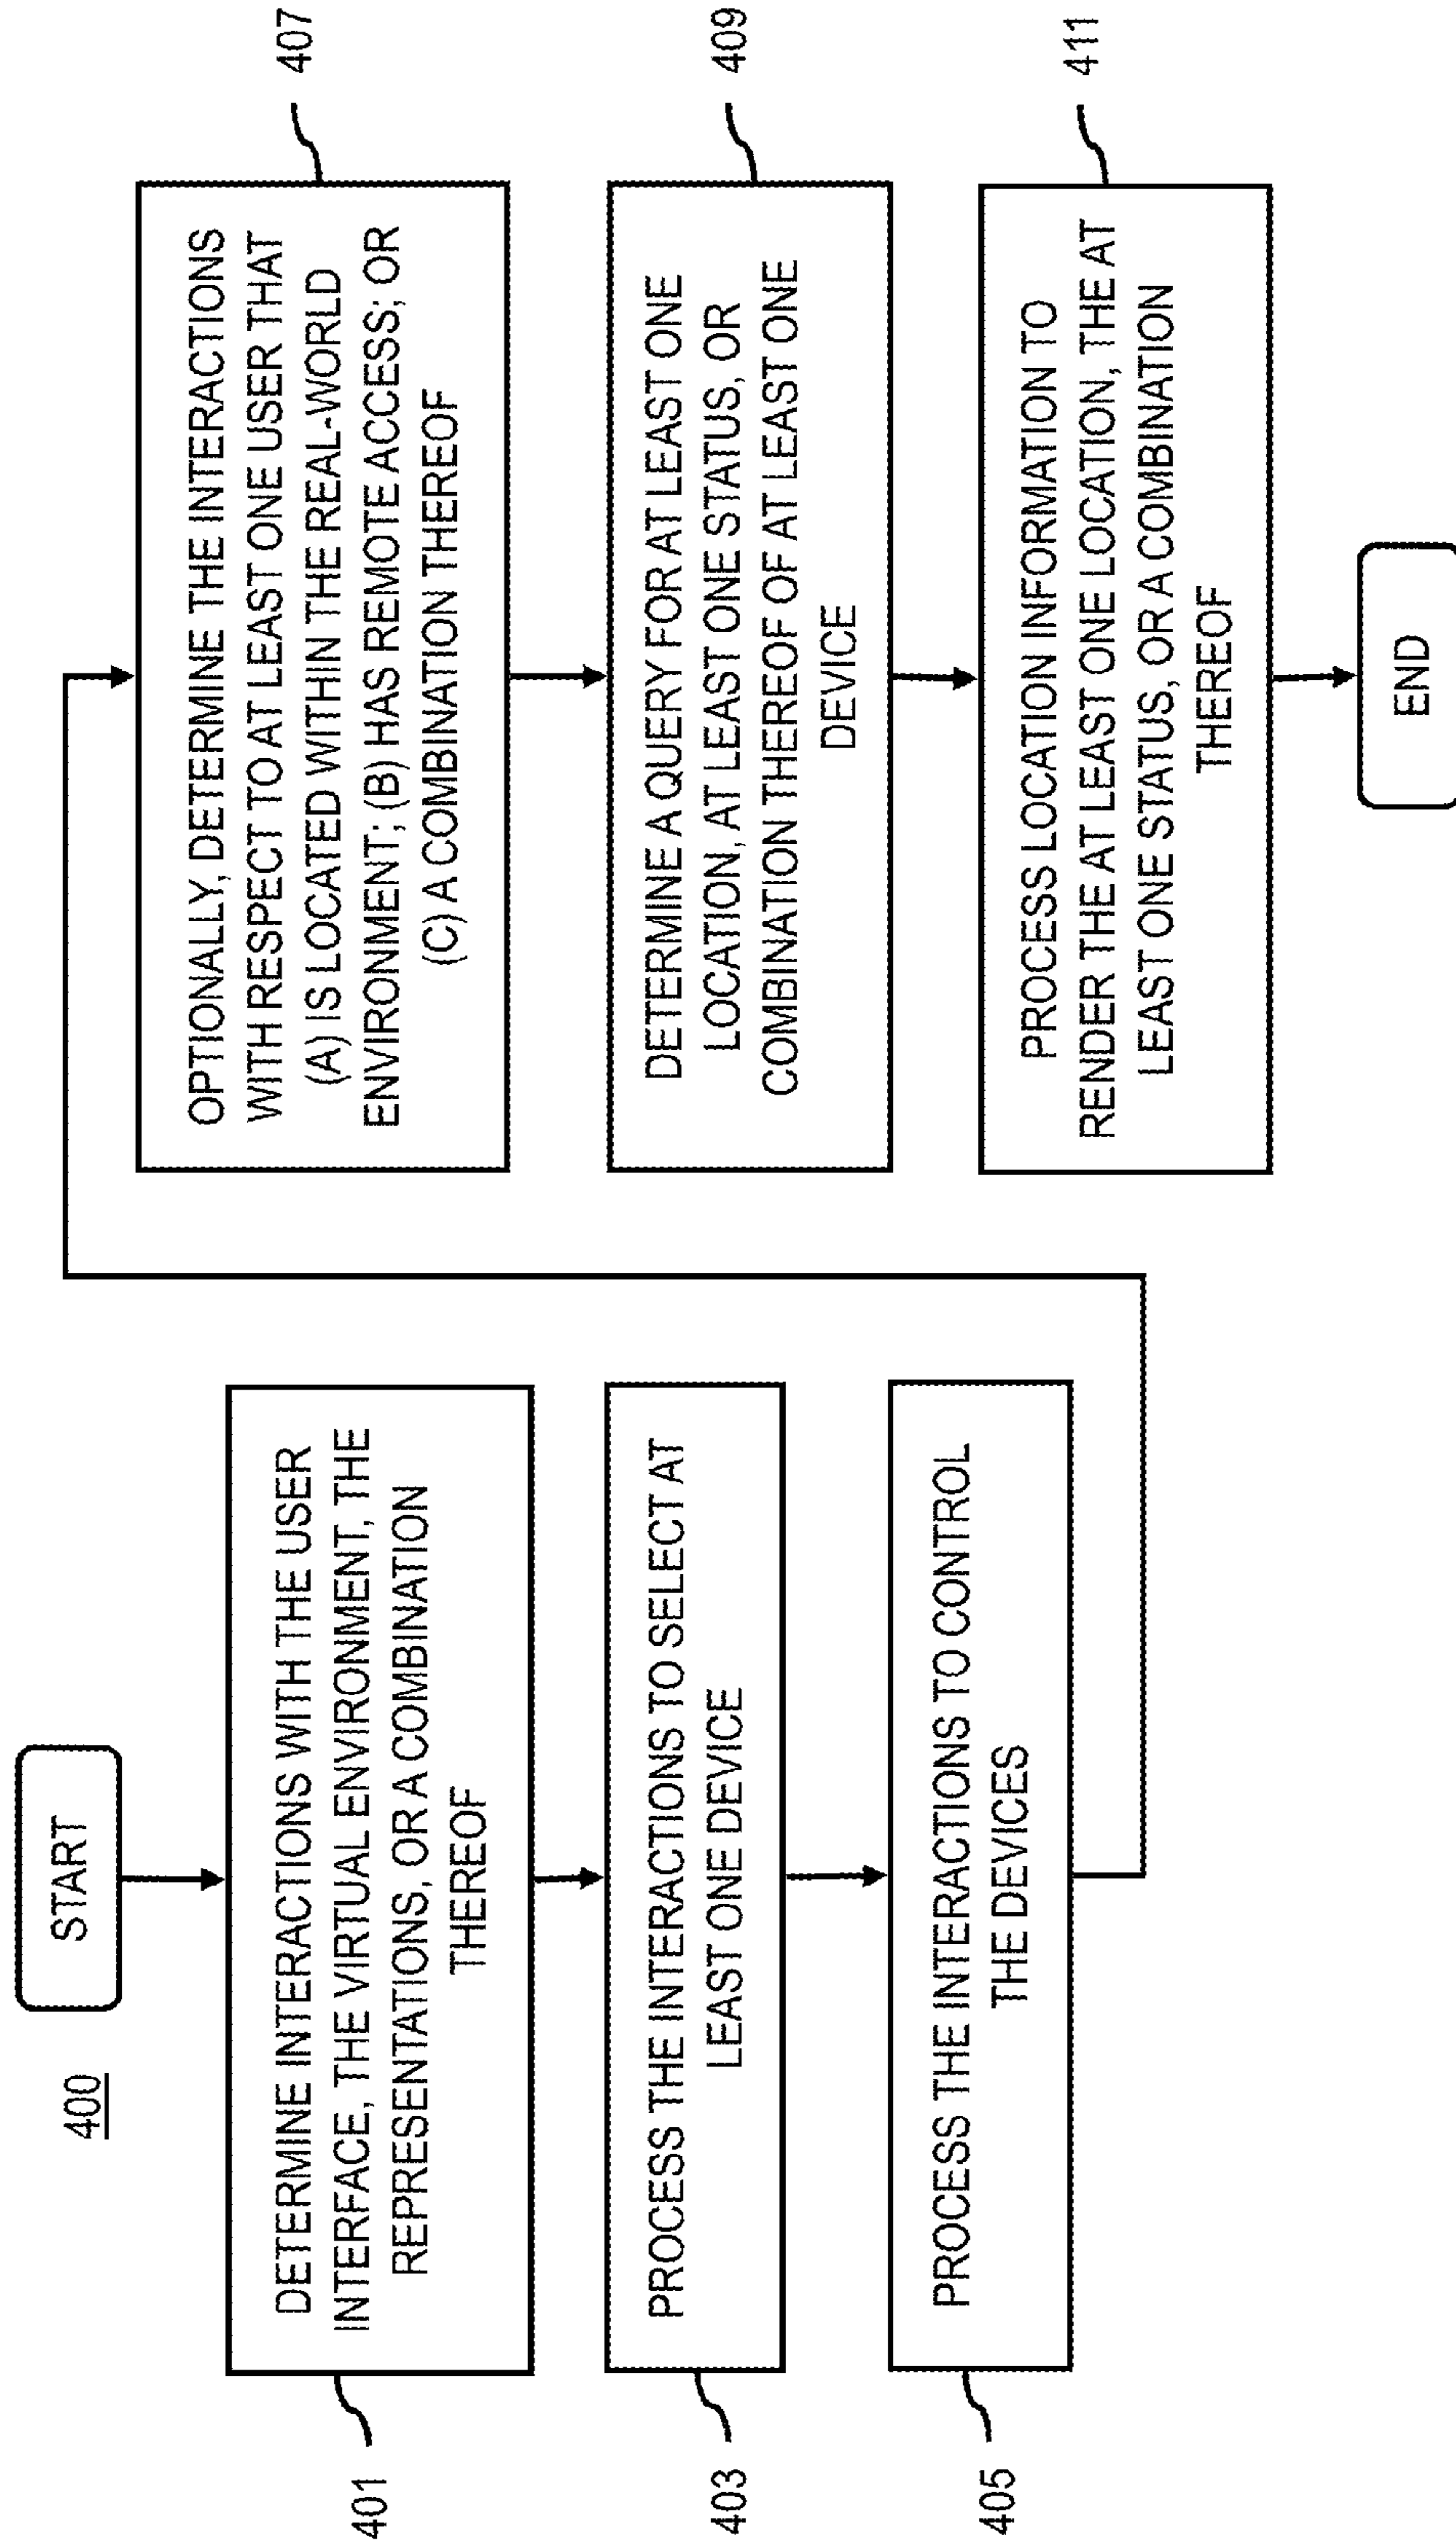 400
START
401
DETERMINE INTERACTIONS WITH THE USER
INTERFACE, THE VIRTUAL ENVIRONMENT, THE
REPRESENTATIONS, OR A COMBINATION
THEREOF
403
PROCESS THE INTERACTIONS TO SELECT AT
LEAST ONE DEVICE
405
PROCESS THE INTERACTIONS TO CONTROL
THE DEVICES
407
OPTIONALLY, DETERMINE THE INTERACTIONS
WITH RESPECT TO AT LEAST ONE USER THAT
(A) IS LOCATED WITHIN THE REAL-WORLD
ENVIRONMENT; (B) HAS REMOTE ACCESS; OR
(C) A COMBINATION THEREOF
409
DETERMINE A QUERY FOR AT LEAST ONE
LOCATION, AT LEAST ONE STATUS, OR
COMBINATION THEREOF OF AT LEAST ONE
DEVICE
411
PROCESS LOCATION INFORMATION TO
RENDER THE AT LEAST ONE LOCATION, THE AT
LEAST ONE STATUS, OR A COMBINATION
THEREOF
END